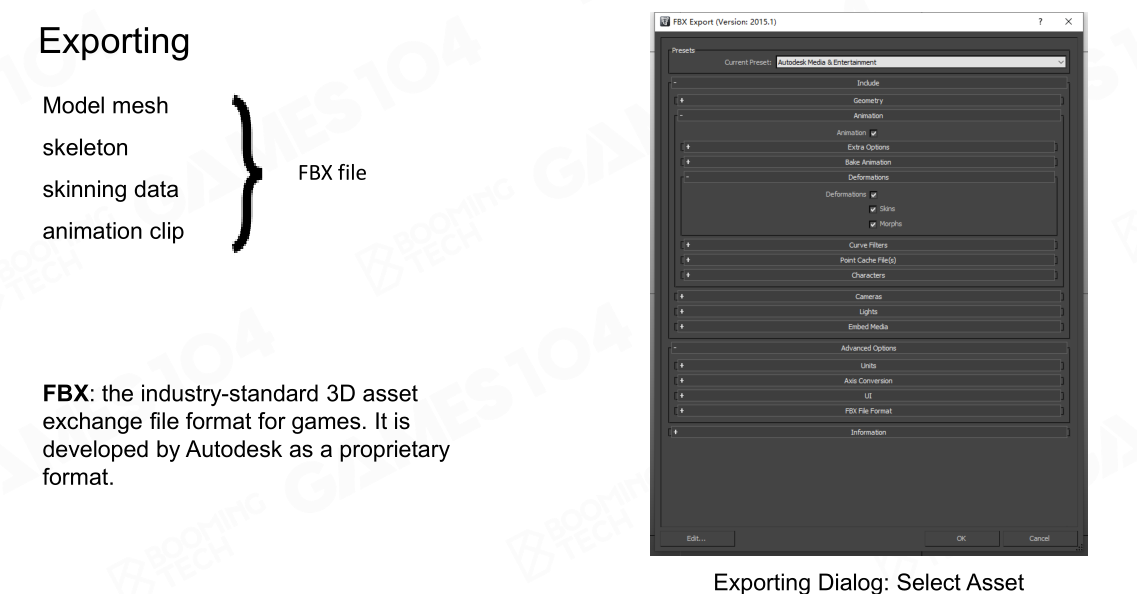 Exporting
Model mesh
skeleton
skinning data
animation clip
FBX file
FBX: the industry-standard 3D asset
exchange file format for games. It is
developed by Autodesk as a proprietary
format.
FBX Export (Version: 2015.1)
Presets
Current Preset: Autodesk Media & Entertainment
Include
Geometry
Animation
Animation
Extra Options
Bake Animation
Deformations
Deformations
Skins
Morphs
Curve Filters
Point Cache File(s)
Characters
Cameras
Lights
Embed Media
Advanced Options
Units
Axis Conversion
UI
FBX File Format
Information
Edit...
OK
Cancel
Exporting Dialog: Select Asset
GAMES104
BOOMING
TECH